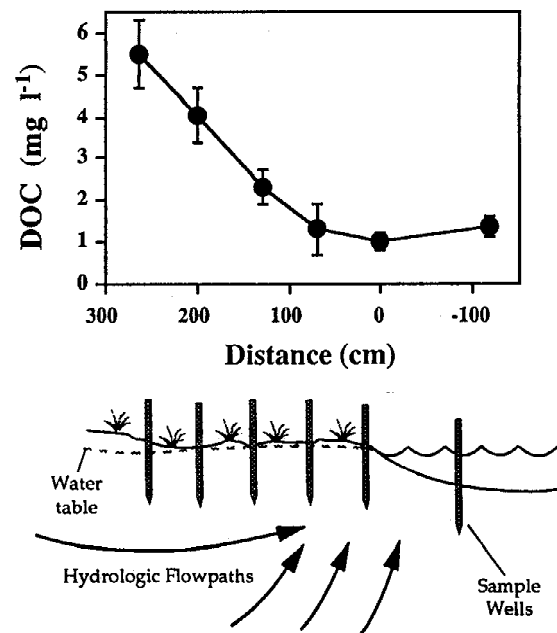 6
5
4
3
2
1
0
DOC (mg l-1)
300 200 100 0 -100
Distance (cm)
Water
table
Hydrologic Flowpaths
Sample
Wells